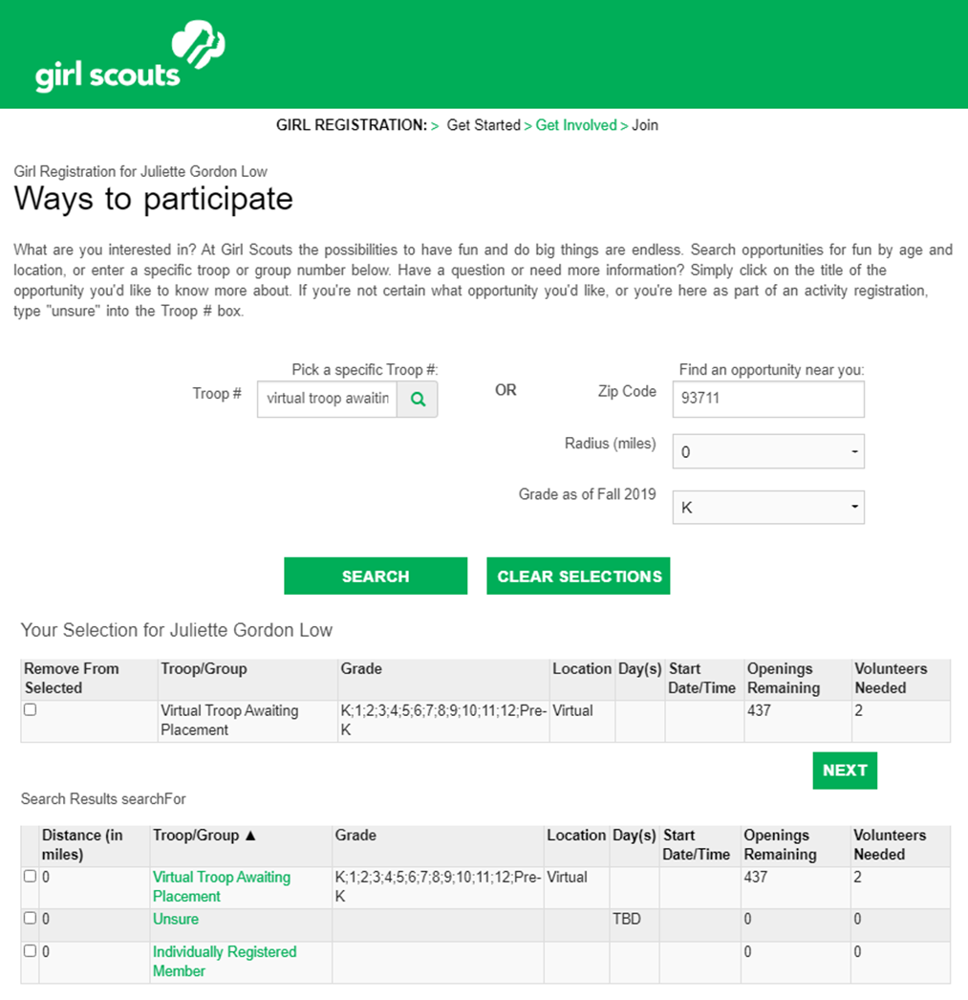 girl scouts
GIRL REGISTRATION: > Get Started > Get Involved > Join
Girl Registration for Juliette Gordon Low
Ways to participate
What are you interested in? At Girl Scouts the possibilities to have fun and do big things are endless. Search opportunities for fun by age and
location, or enter a specific troop or group number below. Have a question or need more information? Simply click on the title of the
opportunity you'd like to know more about. If you're not certain what opportunity you'd like, or you're here as part of an activity registration,
type "unsure" into the Troop # box.
Pick a specific Troop #:
Troop # virtual troop awaitin
OR
Find an opportunity near you:
Zip Code 93711
Radius (miles) 0
Grade as of Fall 2019 K
SEARCH CLEAR SELECTIONS
Your Selection for Juliette Gordon Low
Remove From Troop/Group Grade Location Day(s) Start Openings Volunteers
Selected Date/Time Remaining Needed
Virtual Troop Awaiting K;1;2;3;4;5;6;7;8;9;10;11;12;Pre- Virtual 437 2
Placement K
NEXT
Search Results searchFor
Distance (in Troop/Group ▲ Grade Location Day(s) Start Openings Volunteers
miles) Date/Time Remaining Needed
0 Virtual Troop Awaiting K;1;2;3;4;5;6;7;8;9;10;11;12;Pre- Virtual 437 2
Placement K
0 Unsure TBD 0 0
0 Individually Registered 0 0
Member